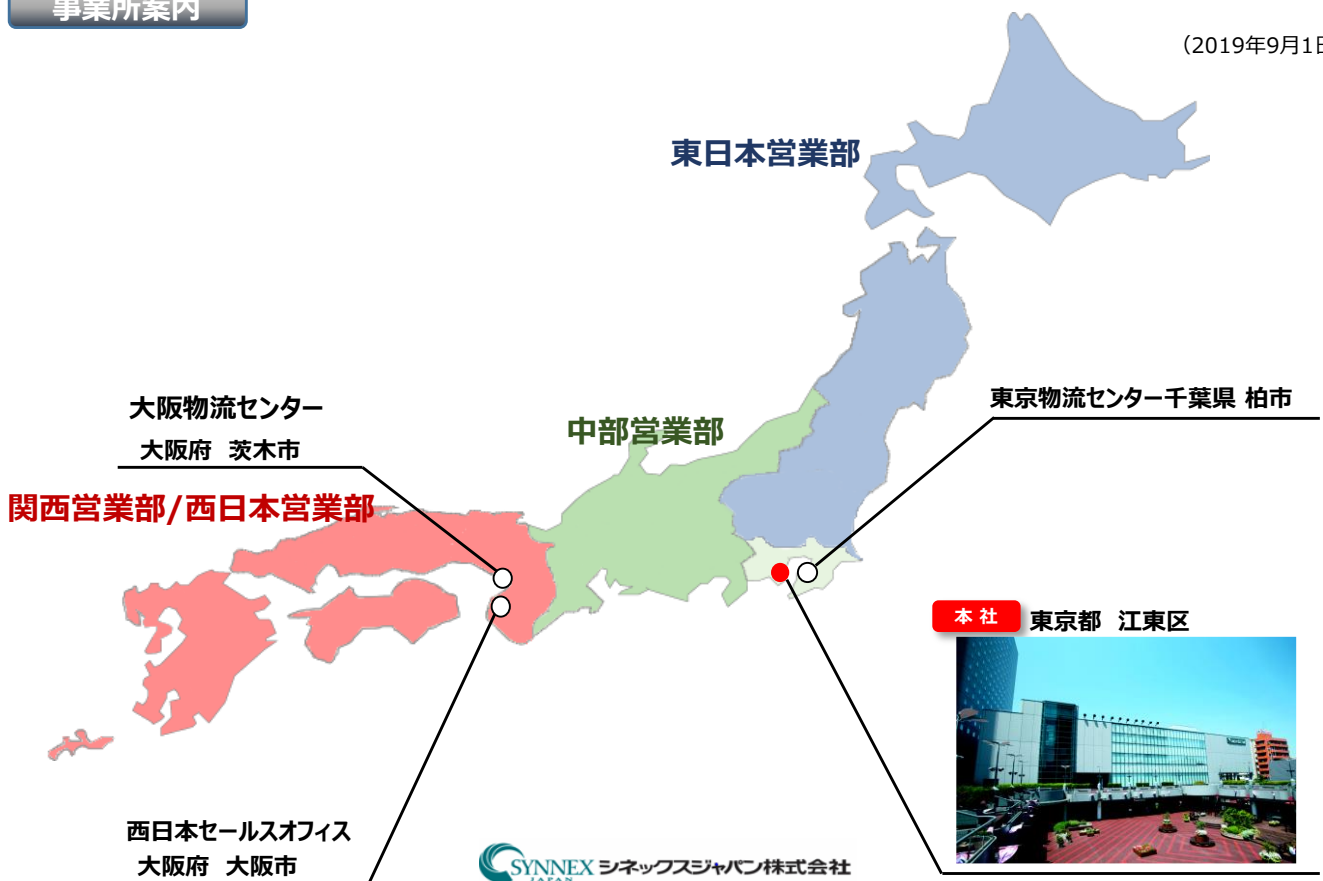 事業所案内
(2019年9月1日
東日本営業部
大阪物流センター
大阪府 茨木市
中部営業部
東京物流センター千葉県 柏市
関西営業部/西日本営業部
本社 東京都 江東区
西日本セールスオフィス
大阪府 大阪市
SYNNEX シネックスジャパン株式会社
JAPAN